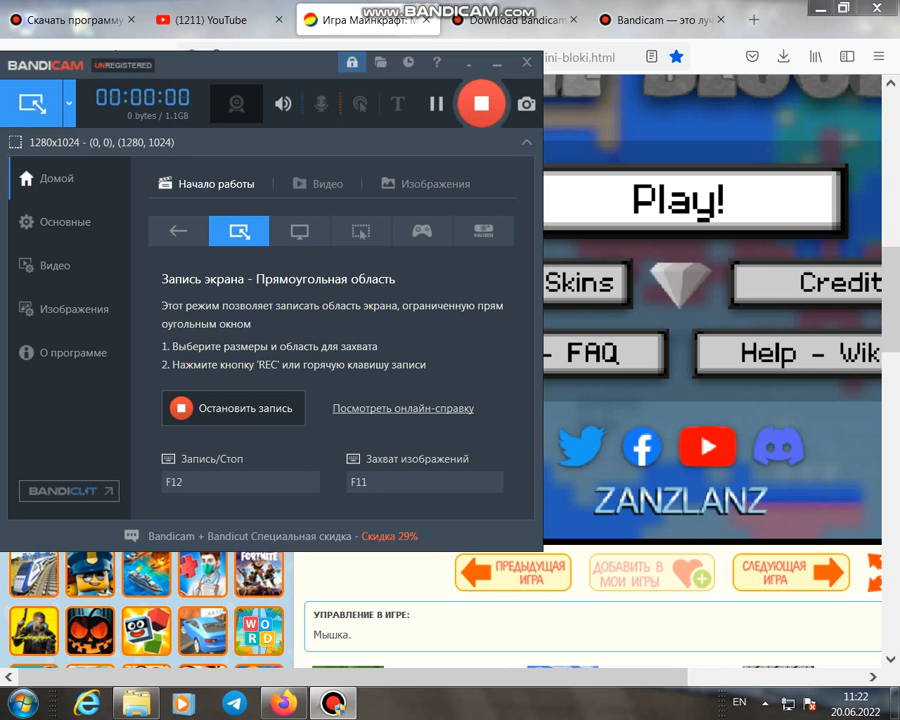 Скачать программу
(1211) YouTube
Игра Майнкрафт: М
Download Bandicam
Bandicam — это луч
www.BANDICAM.com
ini-bloki.html
BANDICAM UNREGISTERED
00:00:00
0 bytes / 1.1GB
1280x1024 - (0, 0), (1280, 1024)
Домой
Основные
Видео
Изображения
О программе
BANDICUT
Начало работы
Видео
Изображения
Запись экрана - Прямоугольная область
Этот режим позволяет записать область экрана, ограниченную прям
оугольным окном
1. Выберите размеры и область для захвата
2. Нажмите кнопку 'REC' или горячую клавишу записи
Остановить запись
Посмотреть онлайн-справку
Запись/Стоп
Захват изображений
F12
F11
Bandicam + Bandicut Специальная скидка - Скидка 29%
Play!
Skins
Credit
- FAQ
Help - Wik
ZANZLANZ
FORTNITE
WORD
ПРЕДЫДУЩАЯ
ИГРА
ДОБАВИТЬ В
МОИ ИГРЫ
СЛЕДУЮЩАЯ
ИГРА
УПРАВЛЕНИЕ В ИГРЕ:
Мышка.
EN
11:22
20.06.2022